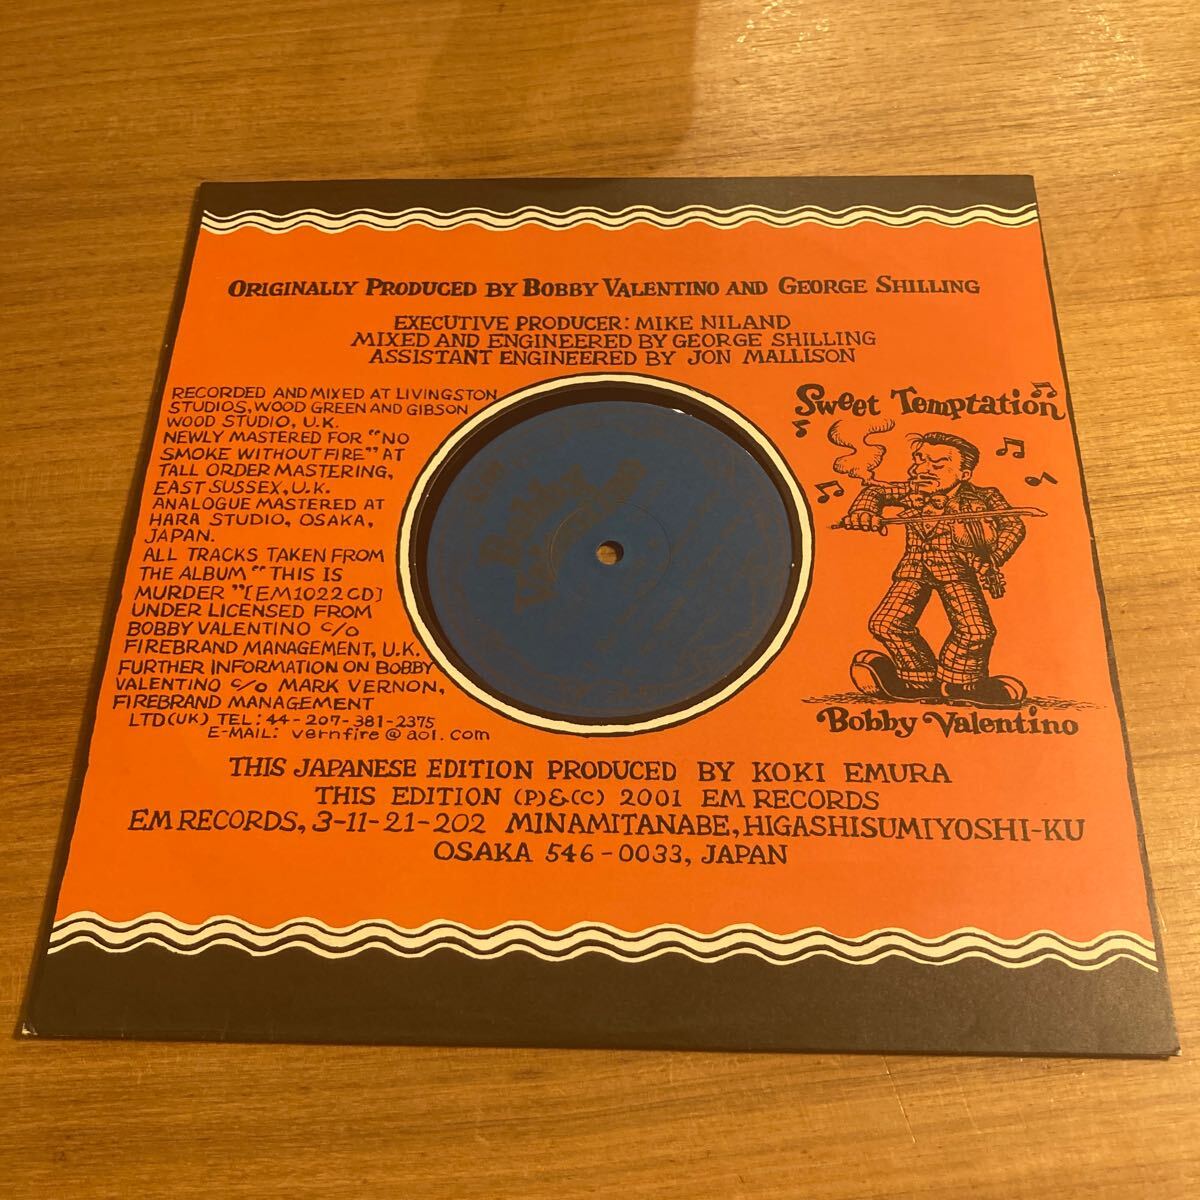 ORIGINALLY PRODUCED BY BOBBY VALENTINO AND GEORGE SHILLING
EXECUTIVE PRODUCER: MIKE NILAND
MIXED AND ENGINEERED BY GEORGE SHILLING
ASSISTANT ENGINEERED BY JON MALLISON
RECORDED AND MIXED AT LIVINGSTON
STUDIOS, WOOD GREEN AND GIBSON
WOOD STUDIO, U.K.
NEWLY MASTERED FOR "NO
SMOKE WITHOUT FIRE" AT
TALL ORDER MASTERING,
EAST SUSSEX, U.K.
ANALOGUE MASTERED AT
HARA STUDIO, OSAKA,
JAPAN.
ALL TRACKS TAKEN FROM
THE ALBUM "THIS IS
MURDER" [EM1022CD]
UNDER LICENSED FROM
BOBBY VALENTINO c/o
FIREBRAND MANAGEMENT, U.K.
FURTHER INFORMATION ON BOBBY
VALENTINO c/o MARK VERNON,
FIREBRAND MANAGEMENT
LTD(UK) TEL: 44-207-381-2375
E-MAIL: vernfire@aol.com
Sweet Temptation
Bobby Valentino
Bobby
THIS JAPANESE EDITION PRODUCED BY KOKI EMURA
THIS EDITION (P)&(C) 2001 EM RECORDS
EM RECORDS, 3-11-21-202 MINAMITANABE, HIGASHISUMIYOSHI-KU
OSAKA 546-0033, JAPAN